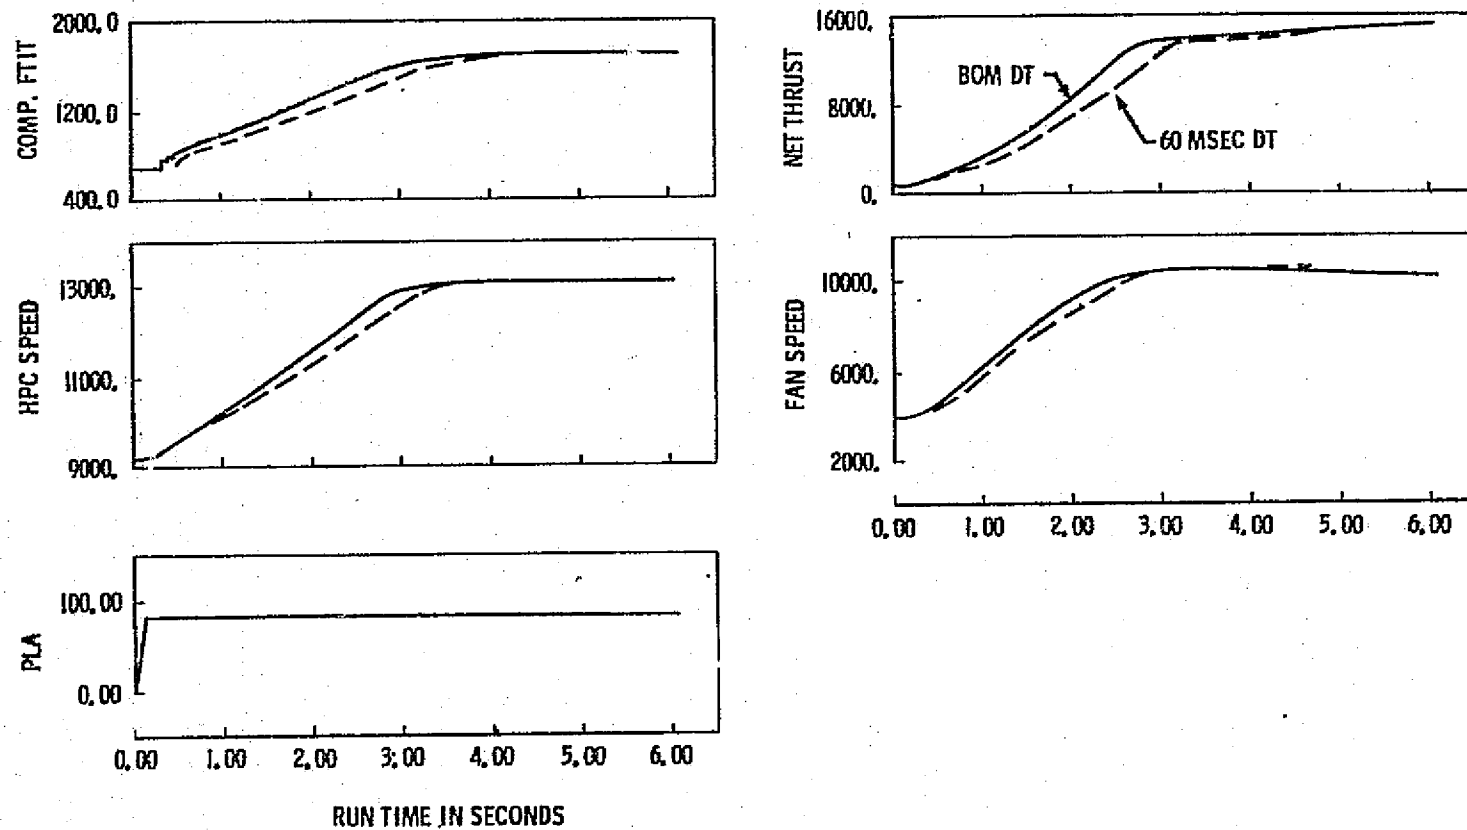 2000.0
COMP. FTIT
1200.0
400.0
16000.
NET THRUST
BOM DT
8000.
60 MSEC DT
0.
13000.
HPC SPEED
11000.
9000.
10000.
FAN SPEED
6000.
2000.
0.00 1.00 2.00 3.00 4.00 5.00 6.00
100.00
PLA
0.00
0.00 1.00 2.00 3.00 4.00 5.00 6.00
RUN TIME IN SECONDS